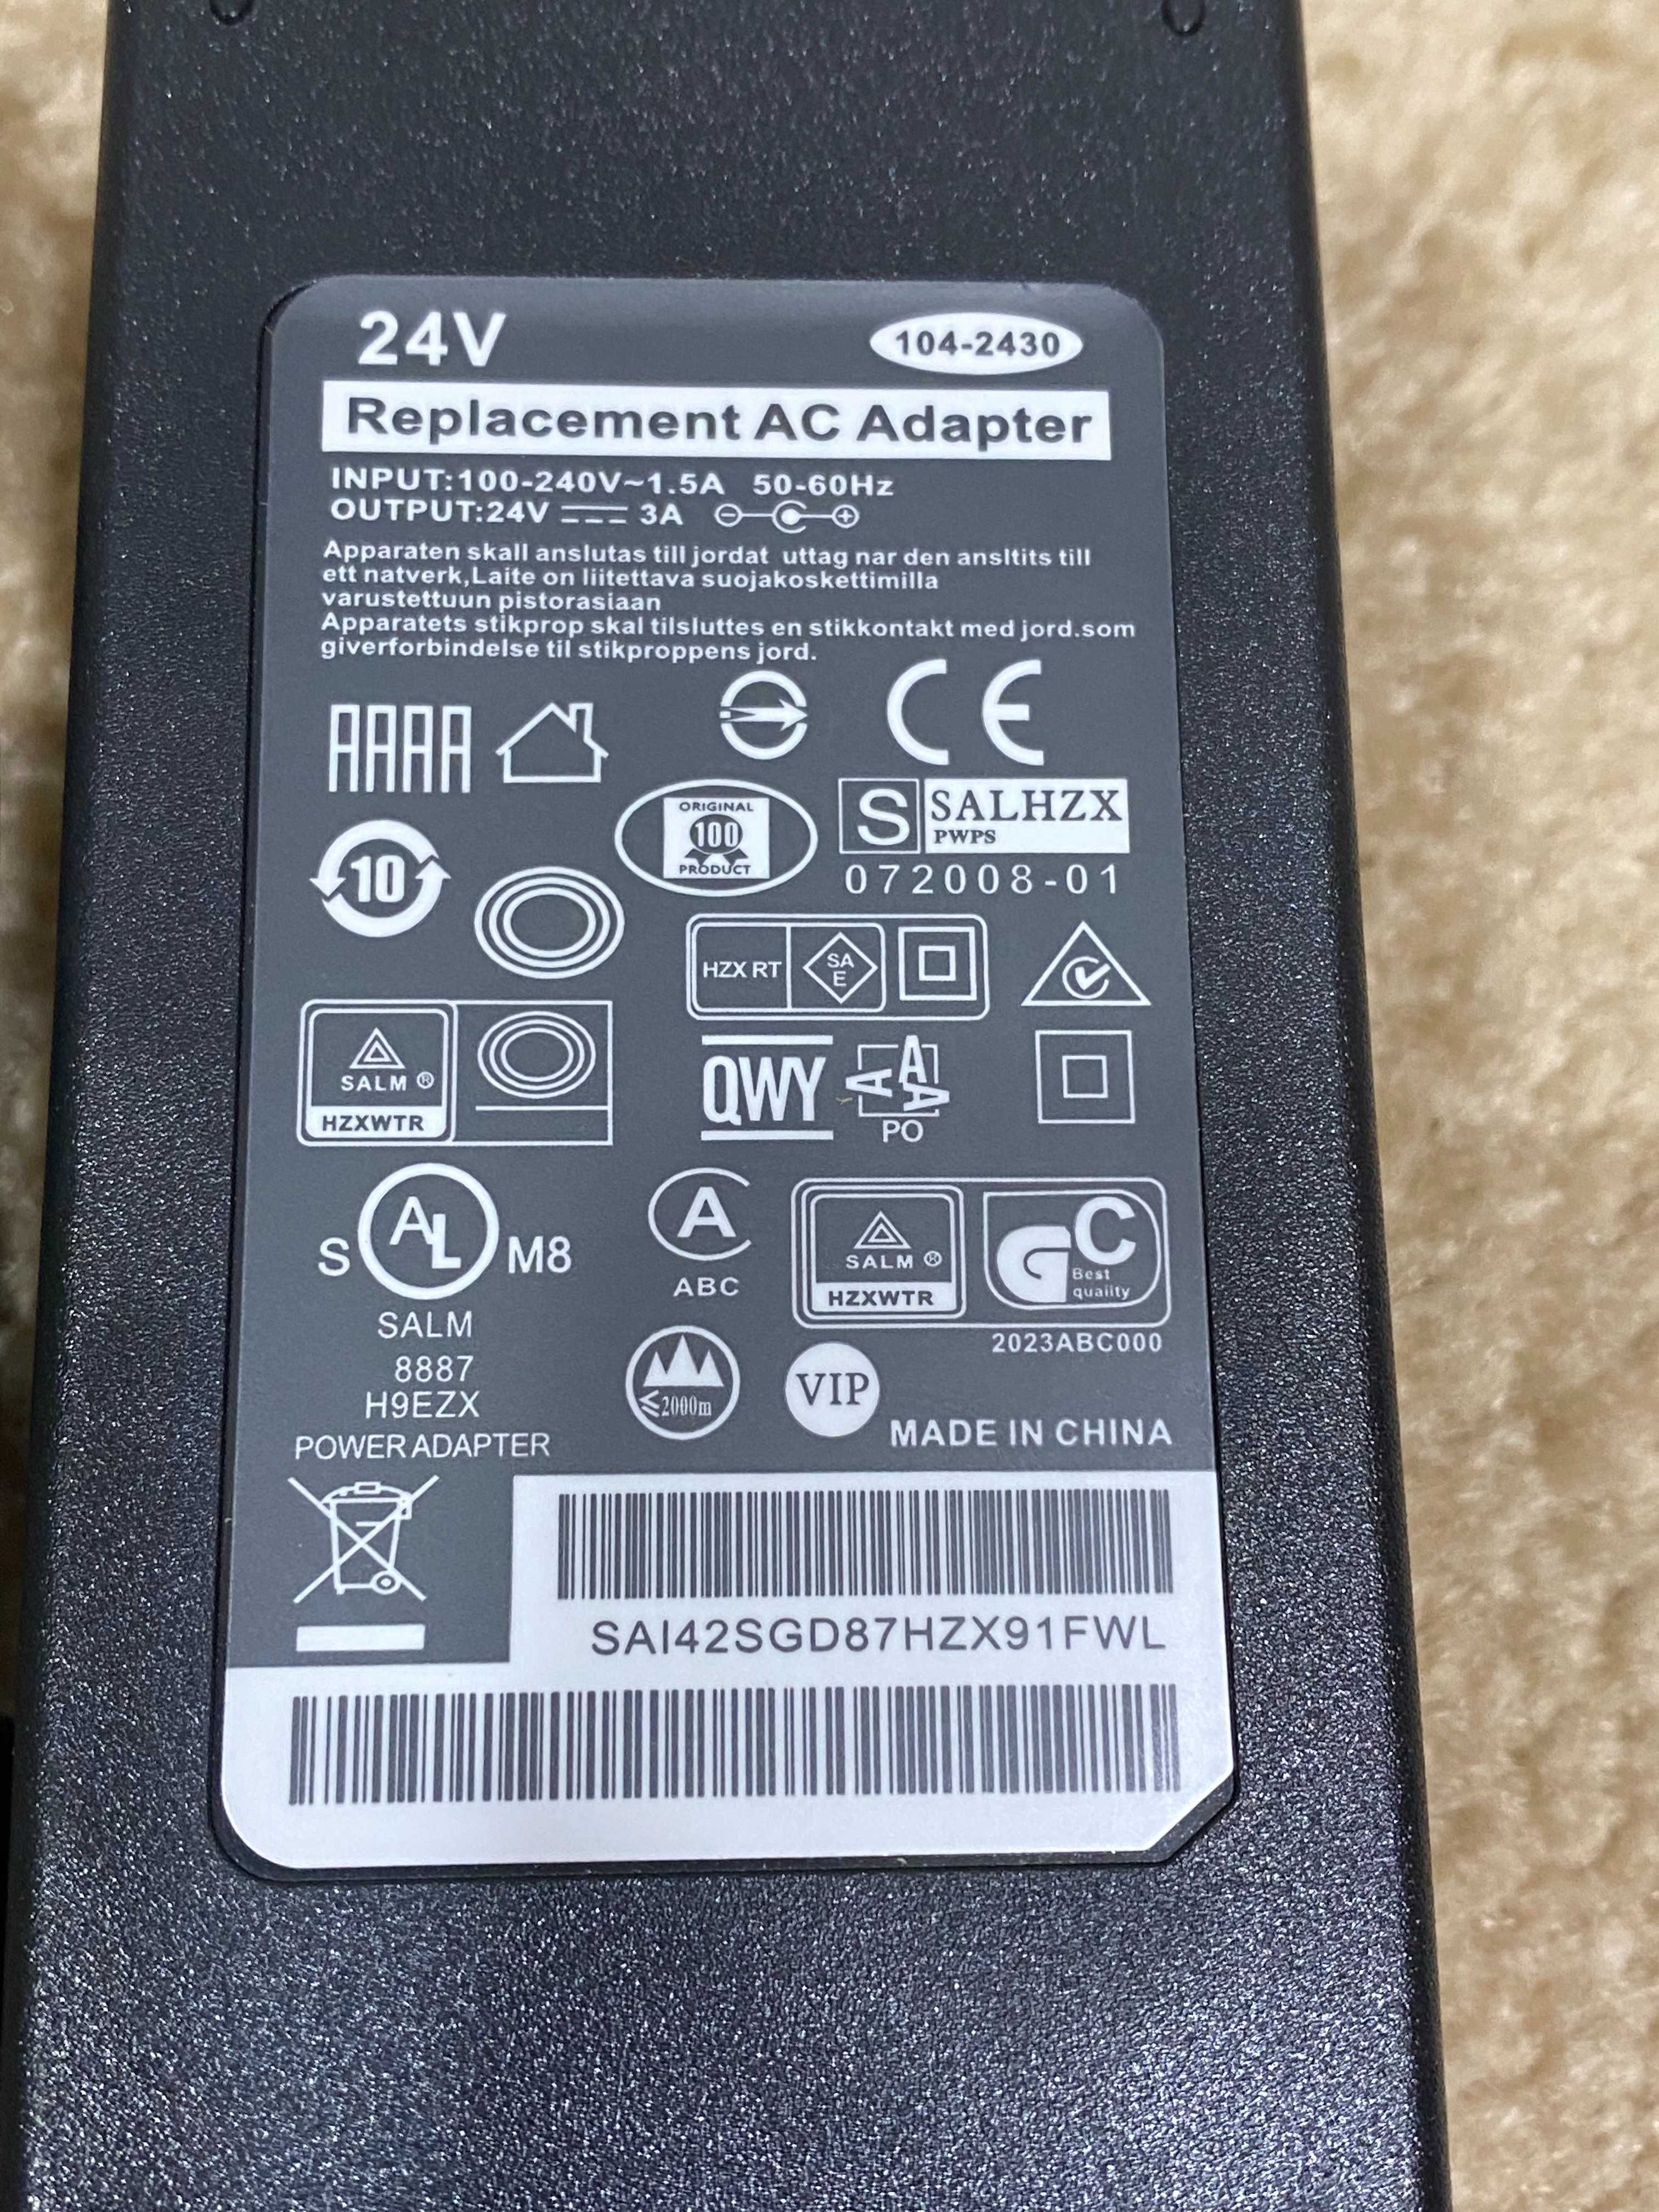 24V
104-2430
Replacement AC Adapter
INPUT:100-240V~1.5A 50-60Hz
OUTPUT:24V 3A
Apparaten skall anslutas till jordat uttag nar den ansltits till
ett natverk,Laite on liitettava suojakoskettimilla
varustettuun pistorasiaan
Apparatets stikprop skal tilsluttes en stikkontakt med jord.som
giverforbindelse til stikproppens jord.
AAAA
CE
ORIGINAL
100
PRODUCT
S SALHZX
PWPS
072008-01
10
HZX RT
SA
E
SALM ®
HZXWTR
QWY
A A A A
PO
S AL M8
SALM
8887
H9EZX
POWER ADAPTER
A
ABC
SALM ®
HZXWTR
GC
Best
quailty
2023ABC000
≤2000m
VIP
MADE IN CHINA
SAI42SGD87HZX91FWL